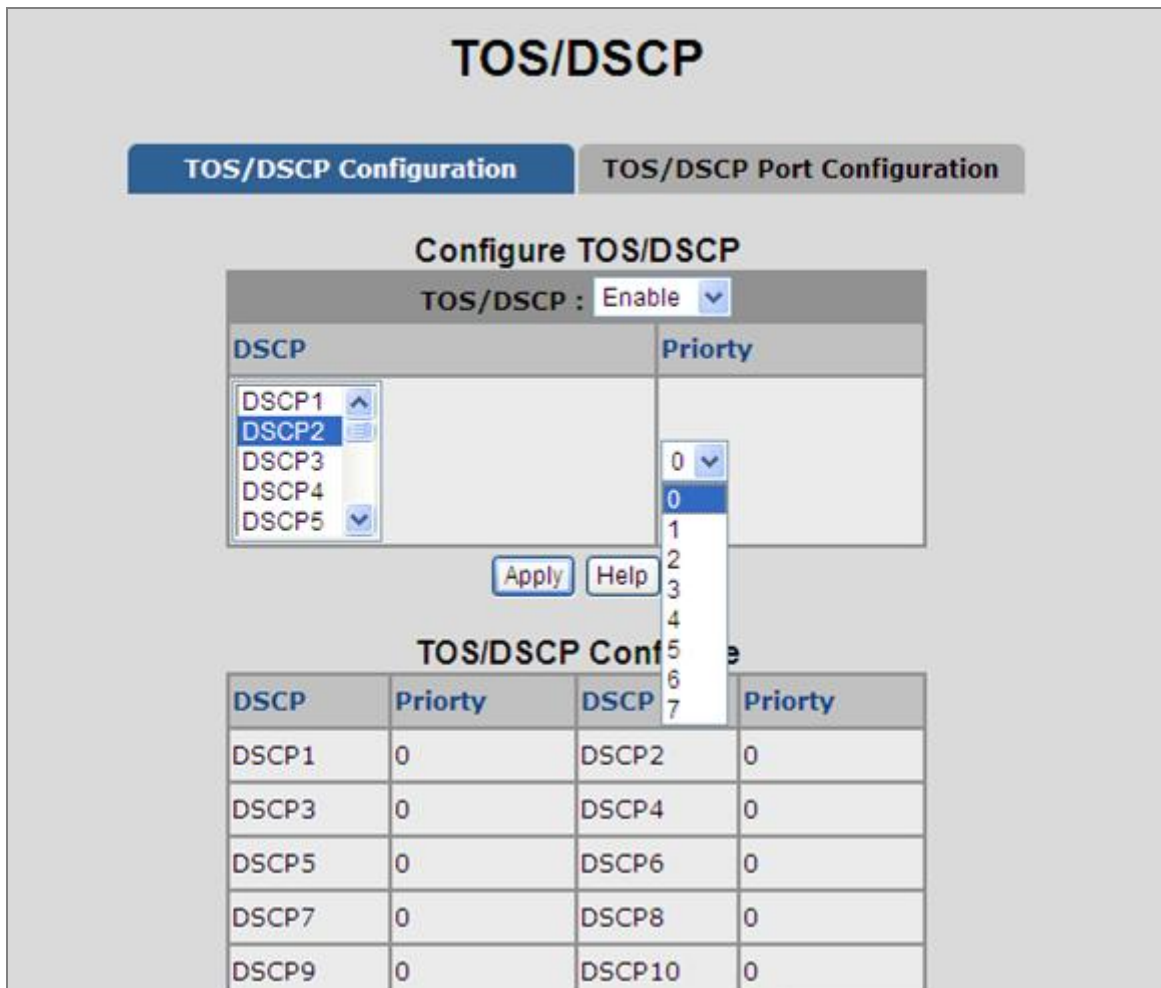 TOS/DSCP
TOS/DSCP Configuration TOS/DSCP Port Configuration
Configure TOS/DSCP
TOS/DSCP : Enable
DSCP Priorty
DSCP1
DSCP2
DSCP3
DSCP4
DSCP5
0
0
1
2
3
4
5
6
7
Apply Help
TOS/DSCP Conf e
DSCP Priorty DSCP Priorty
DSCP1 0 DSCP2 0
DSCP3 0 DSCP4 0
DSCP5 0 DSCP6 0
DSCP7 0 DSCP8 0
DSCP9 0 DSCP10 0